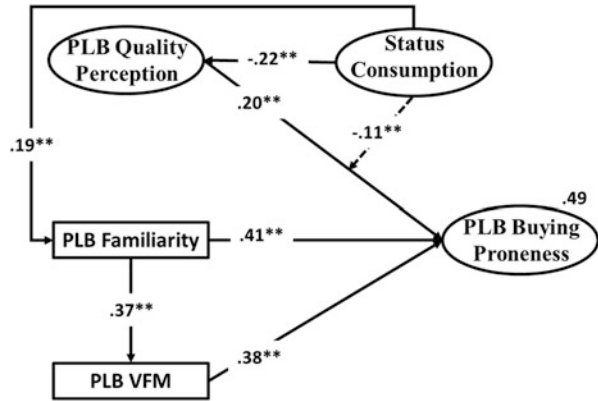 PLB Quality
Perception
Status
Consumption
-.22**
.20**
-.11**
.19**
.49
PLB Familiarity
.41**
PLB Buying
Proneness
.37**
.38**
PLB VFM